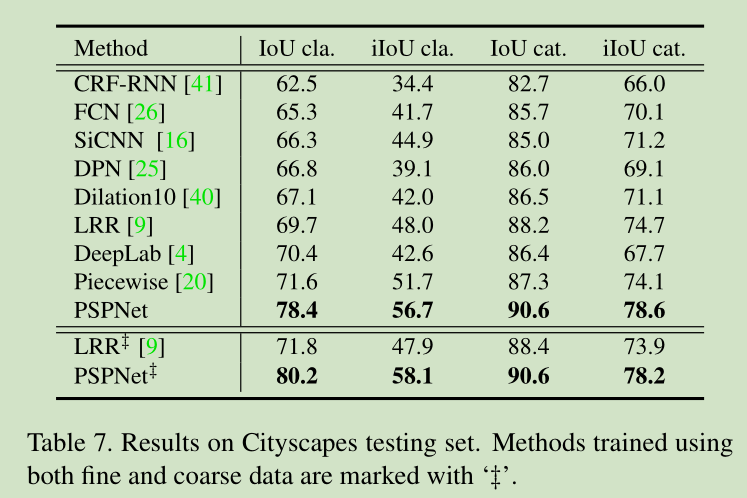 Method IoU cla. iIoU cla. IoU cat. iIoU cat.
CRF-RNN [41] 62.5 34.4 82.7 66.0
FCN [26] 65.3 41.7 85.7 70.1
SiCNN [16] 66.3 44.9 85.0 71.2
DPN [25] 66.8 39.1 86.0 69.1
Dilation10 [40] 67.1 42.0 86.5 71.1
LRR [9] 69.7 48.0 88.2 74.7
DeepLab [4] 70.4 42.6 86.4 67.7
Piecewise [20] 71.6 51.7 87.3 74.1
PSPNet 78.4 56.7 90.6 78.6
LRR‡ [9] 71.8 47.9 88.4 73.9
PSPNet‡ 80.2 58.1 90.6 78.2
Table 7. Results on Cityscapes testing set. Methods trained using
both fine and coarse data are marked with ‘‡’.